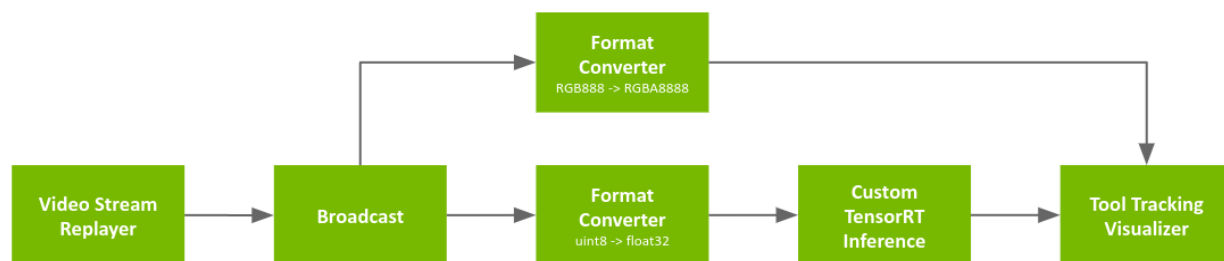 Format
Converter
RGB888 -> RGBA8888
Video Stream
Replayer
Broadcast
Format
Converter
uint8 -> float32
Custom
TensorRT
Inference
Tool Tracking
Visualizer